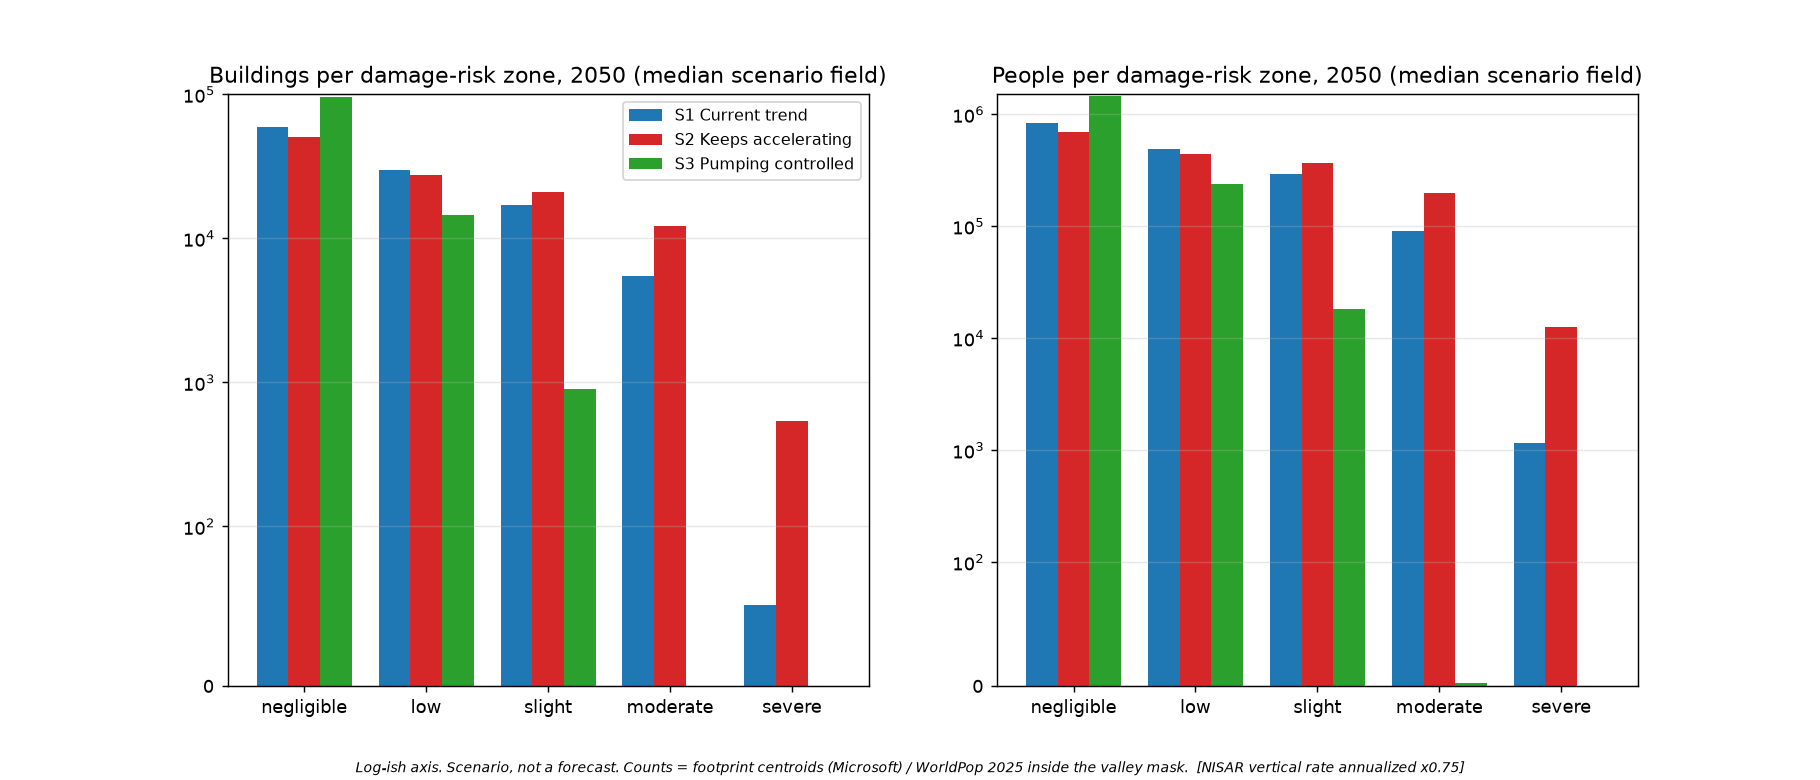 Buildings per damage-risk zone, 2050 (median scenario field)
10^5
10^4
10^3
10^2
0
S1 Current trend
S2 Keeps accelerating
S3 Pumping controlled
negligible low slight moderate severe
People per damage-risk zone, 2050 (median scenario field)
10^6
10^5
10^4
10^3
10^2
0
negligible low slight moderate severe
Log-ish axis. Scenario, not a forecast. Counts = footprint centroids (Microsoft) / WorldPop 2025 inside the valley mask.  [NISAR vertical rate annualized x0.75]